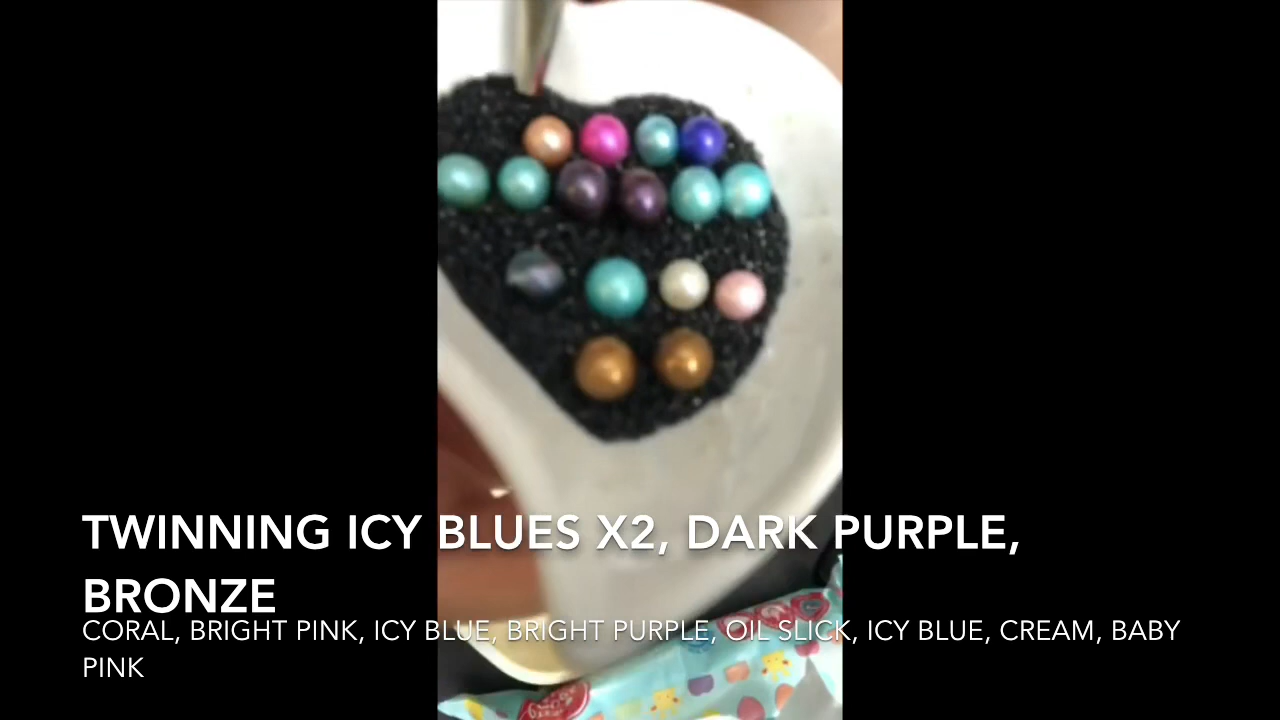 TWINNING ICY BLUES X2, DARK PURPLE,
BRONZE
CORAL, BRIGHT PINK, ICY BLUE, BRIGHT PURPLE, OIL SLICK, ICY BLUE, CREAM, BABY
PINK